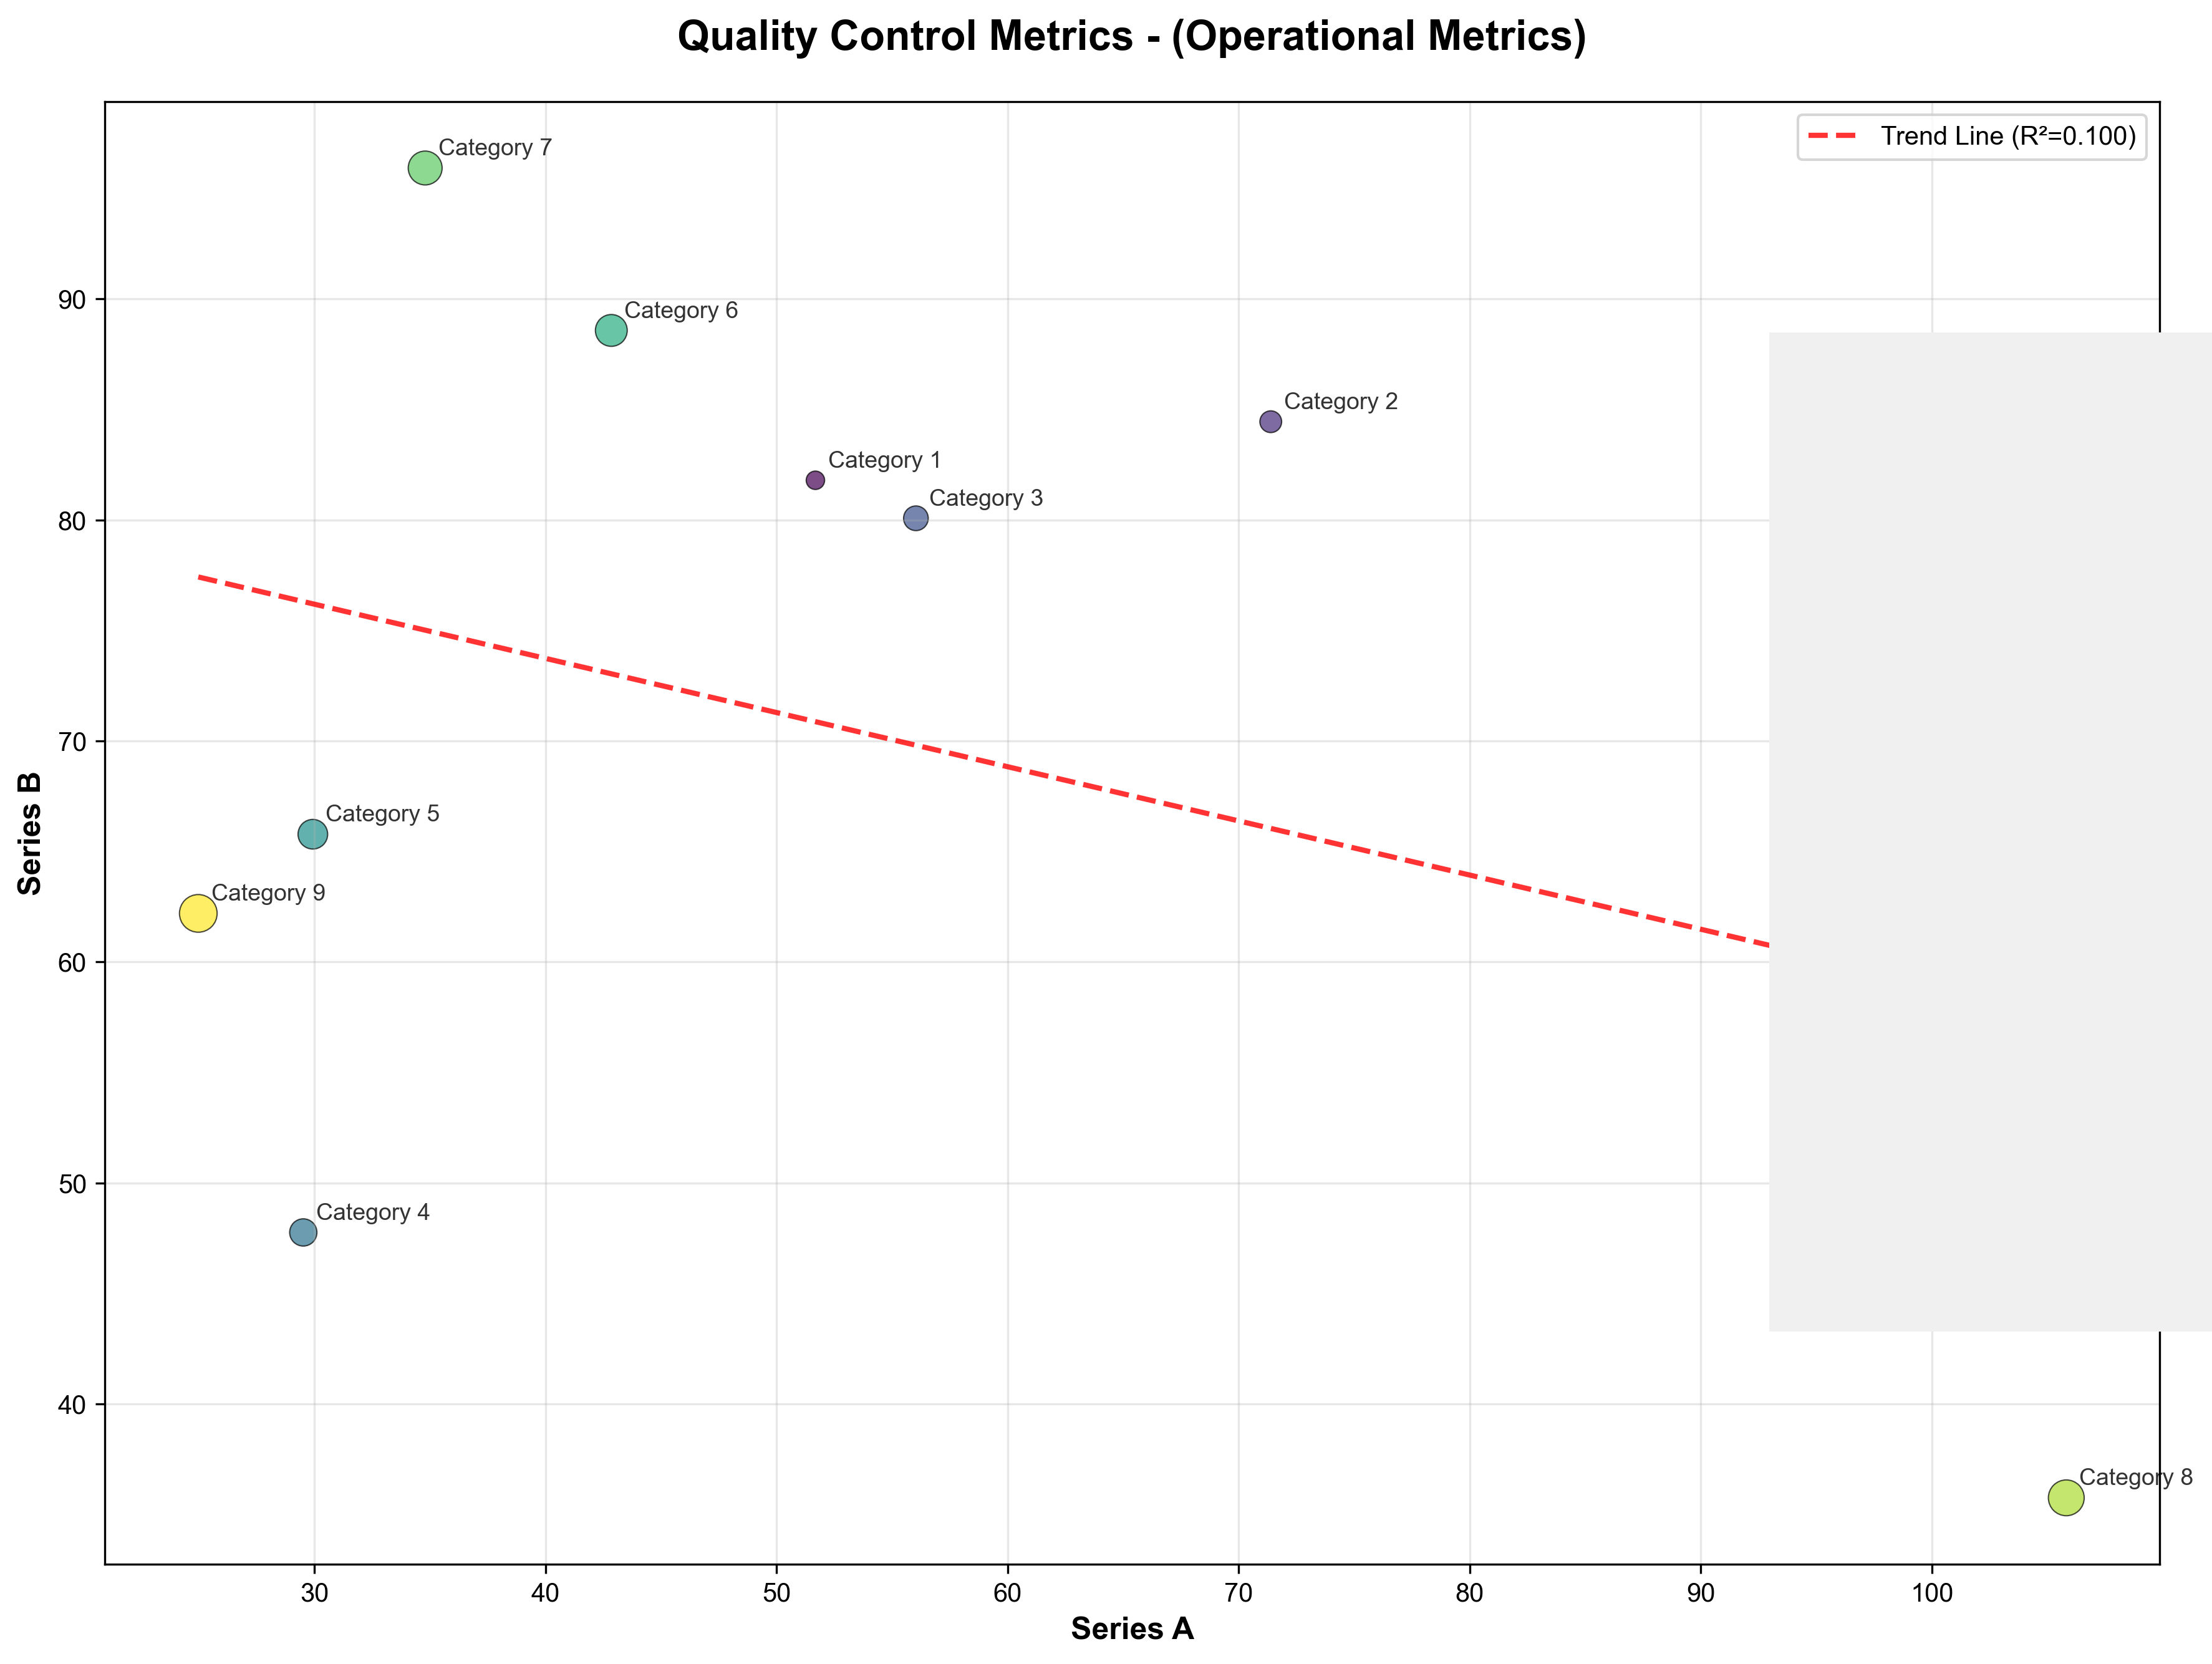 Quality Control Metrics - (Operational Metrics)
Trend Line (R²=0.100)
Category 7
Category 6
Category 2
Category 1
Category 3
Category 5
Category 9
Category 4
Category 8
90
80
70
60
50
40
Series B
30
40
50
60
70
80
90
100
Series A